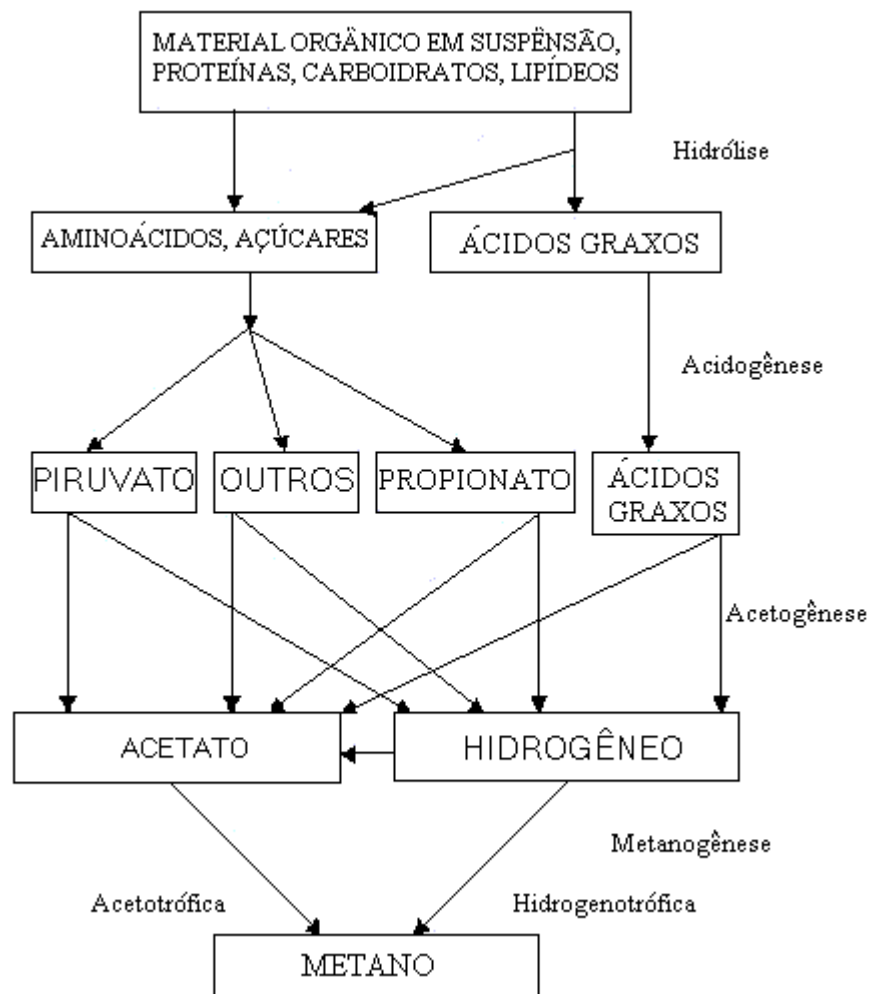 MATERIAL ORGÂNICO EM SUSPÊNSÃO,
PROTEÍNAS, CARBOIDRATOS, LIPÍDEOS
Hidrólise
AMINOÁCIDOS, AÇÚCARES
ÁCIDOS GRAXOS
Acidogênese
PIRUVATO
OUTROS
PROPIONATO
ÁCIDOS
GRAXOS
Acetogênese
ACETATO
HIDROGÊNEO
Metanogênese
Acetotrófica
Hidrogenotrófica
METANO